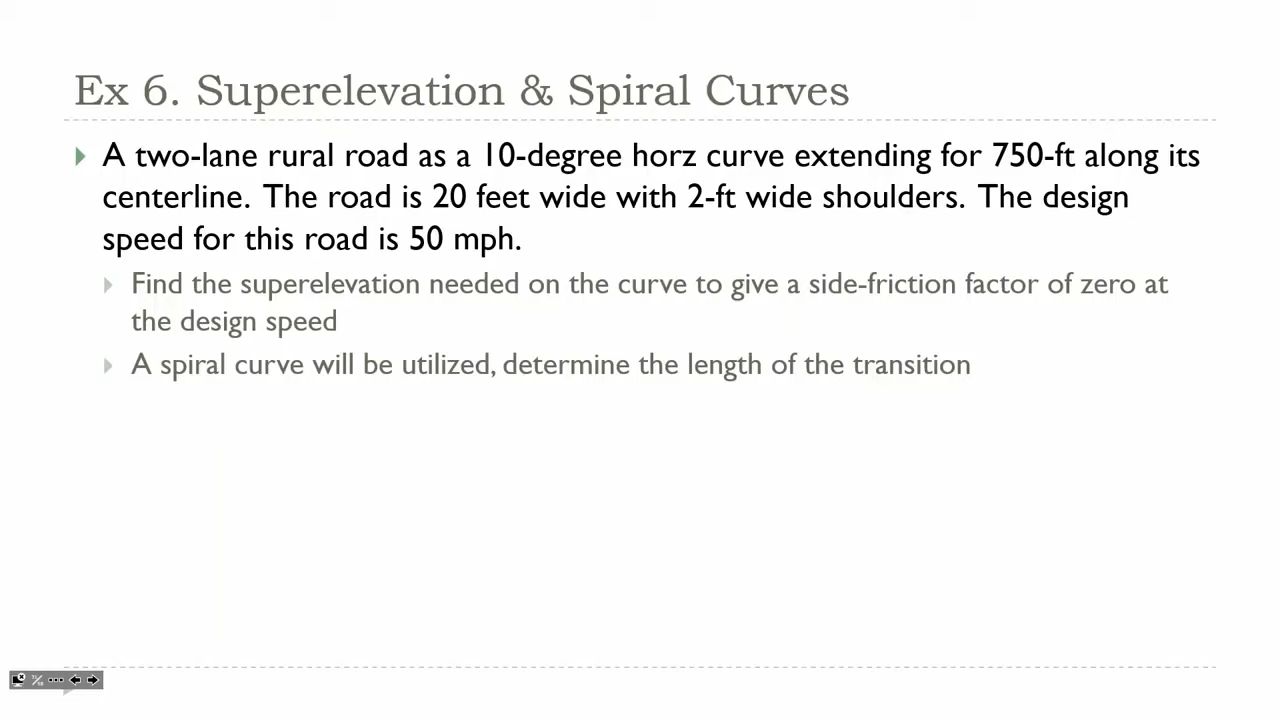 Ex 6. Superelevation & Spiral Curves
A two-lane rural road as a 10-degree horz curve extending for 750-ft along its
centerline. The road is 20 feet wide with 2-ft wide shoulders. The design
speed for this road is 50 mph.
Find the superelevation needed on the curve to give a side-friction factor of zero at
the design speed
A spiral curve will be utilized, determine the length of the transition